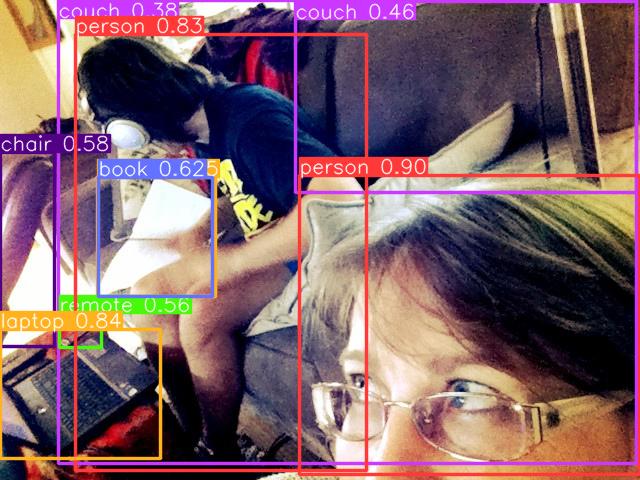 couch 0.38
couch 0.46
person 0.83
chair 0.58
book 0.625
person 0.90
remote 0.56
laptop 0.84